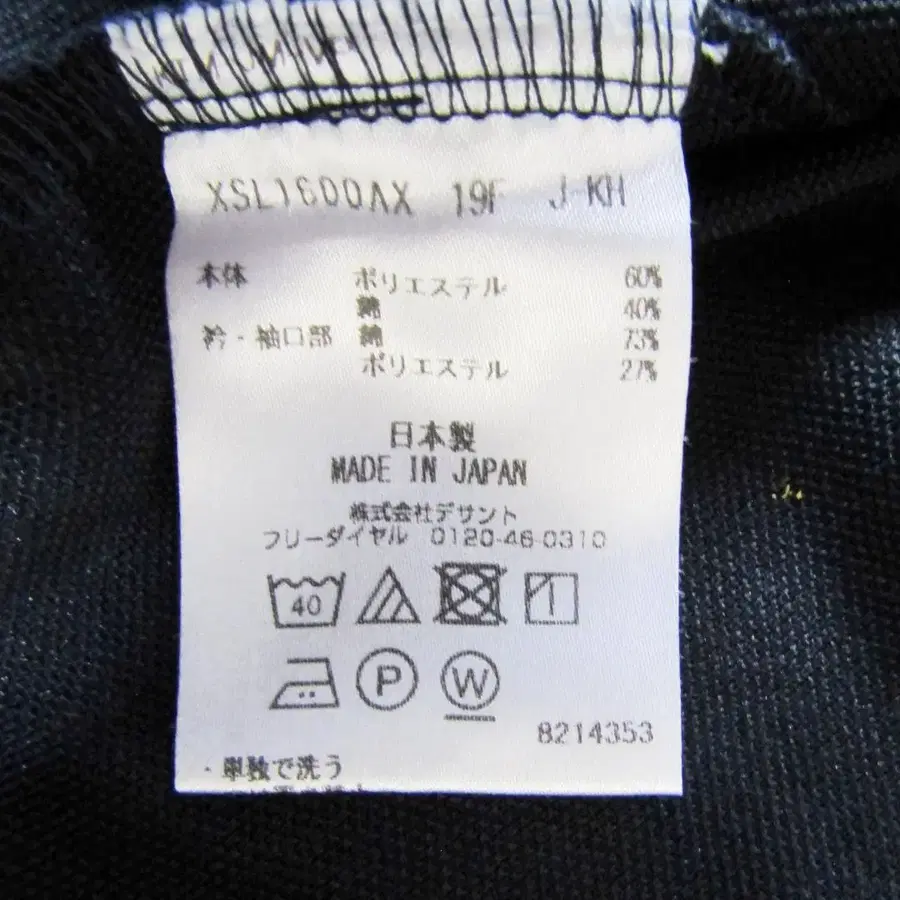 XSL1600AX 19F J-KH
本体 ポリエステル 60%
綿 40%
衿・袖口部 綿 73%
ポリエステル 27%
日本製
MADE IN JAPAN
株式会社デサント
フリーダイヤル 0120-46-0310
40
P W
8214353
・単独で洗う